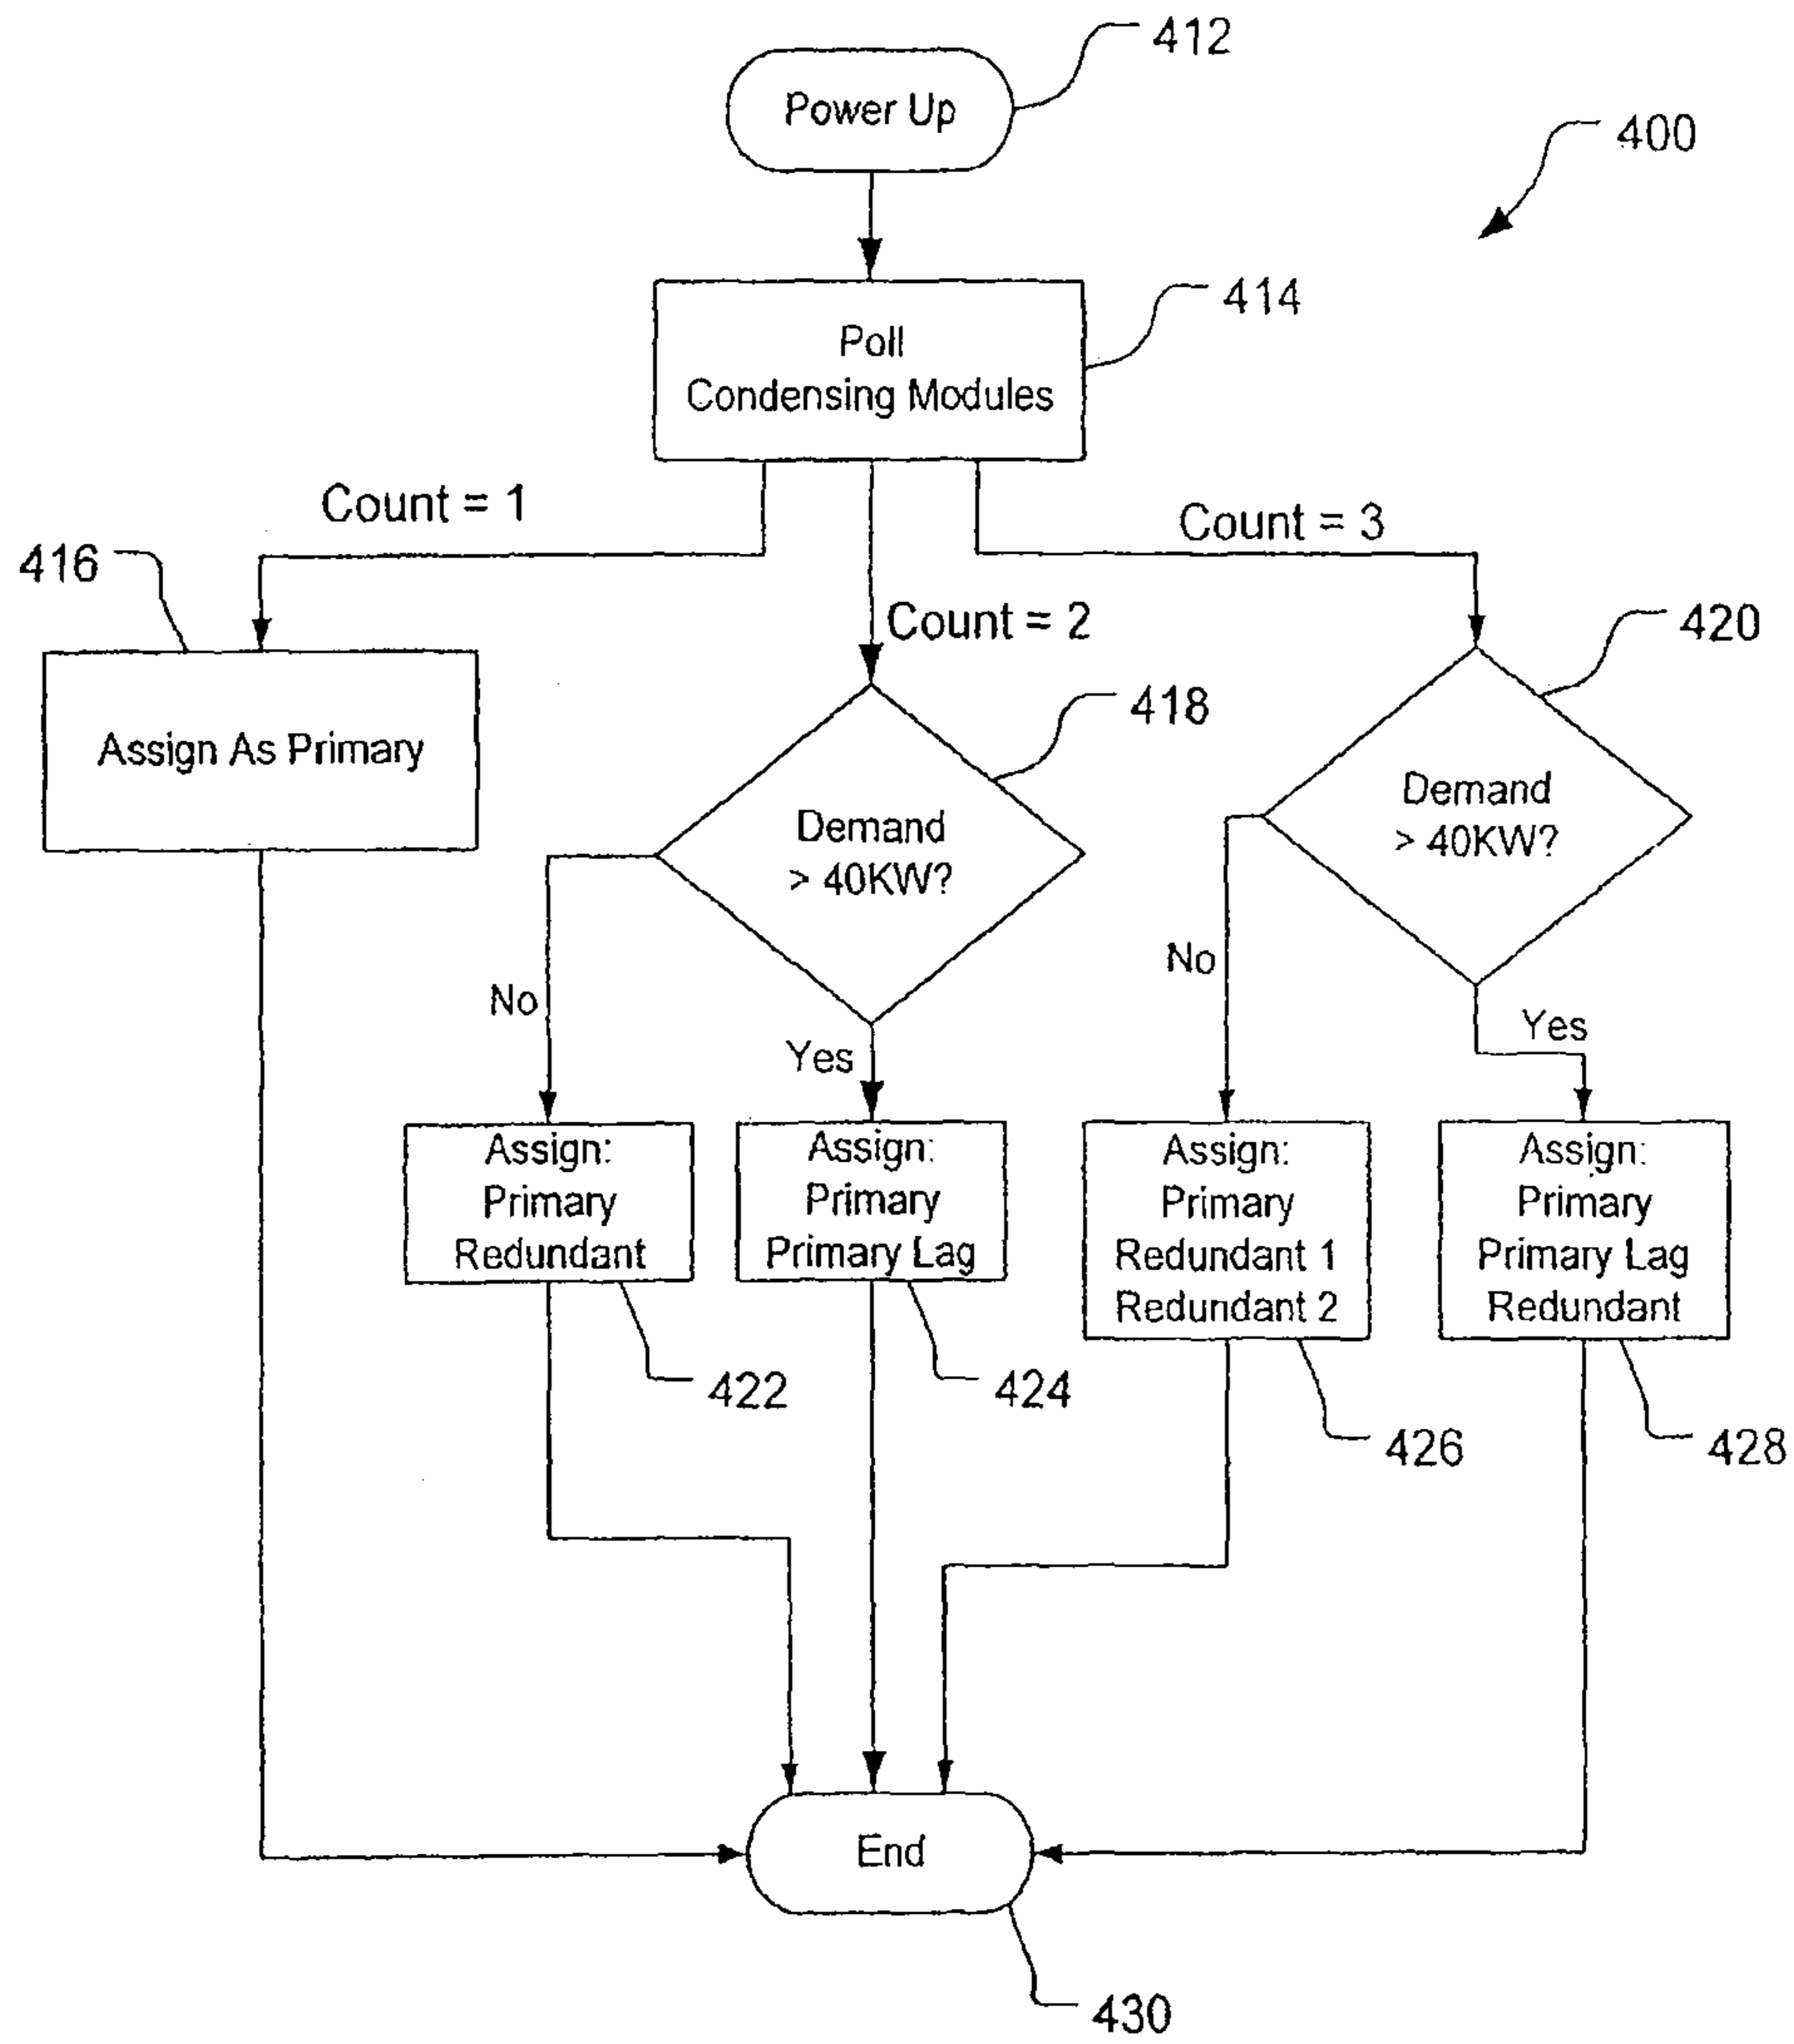 412
Power Up
400
414
Poll
Condensing Modules
Count = 1
Count = 3
416
Count = 2
420
418
Assign As Primary
Demand
> 40KW?
Demand
> 40KW?
No
No
Yes
Yes
Assign:
Primary
Redundant
Assign:
Primary
Primary Lag
Assign:
Primary
Redundant 1
Redundant 2
Assign:
Primary
Primary Lag
Redundant
422
424
426
428
End
430